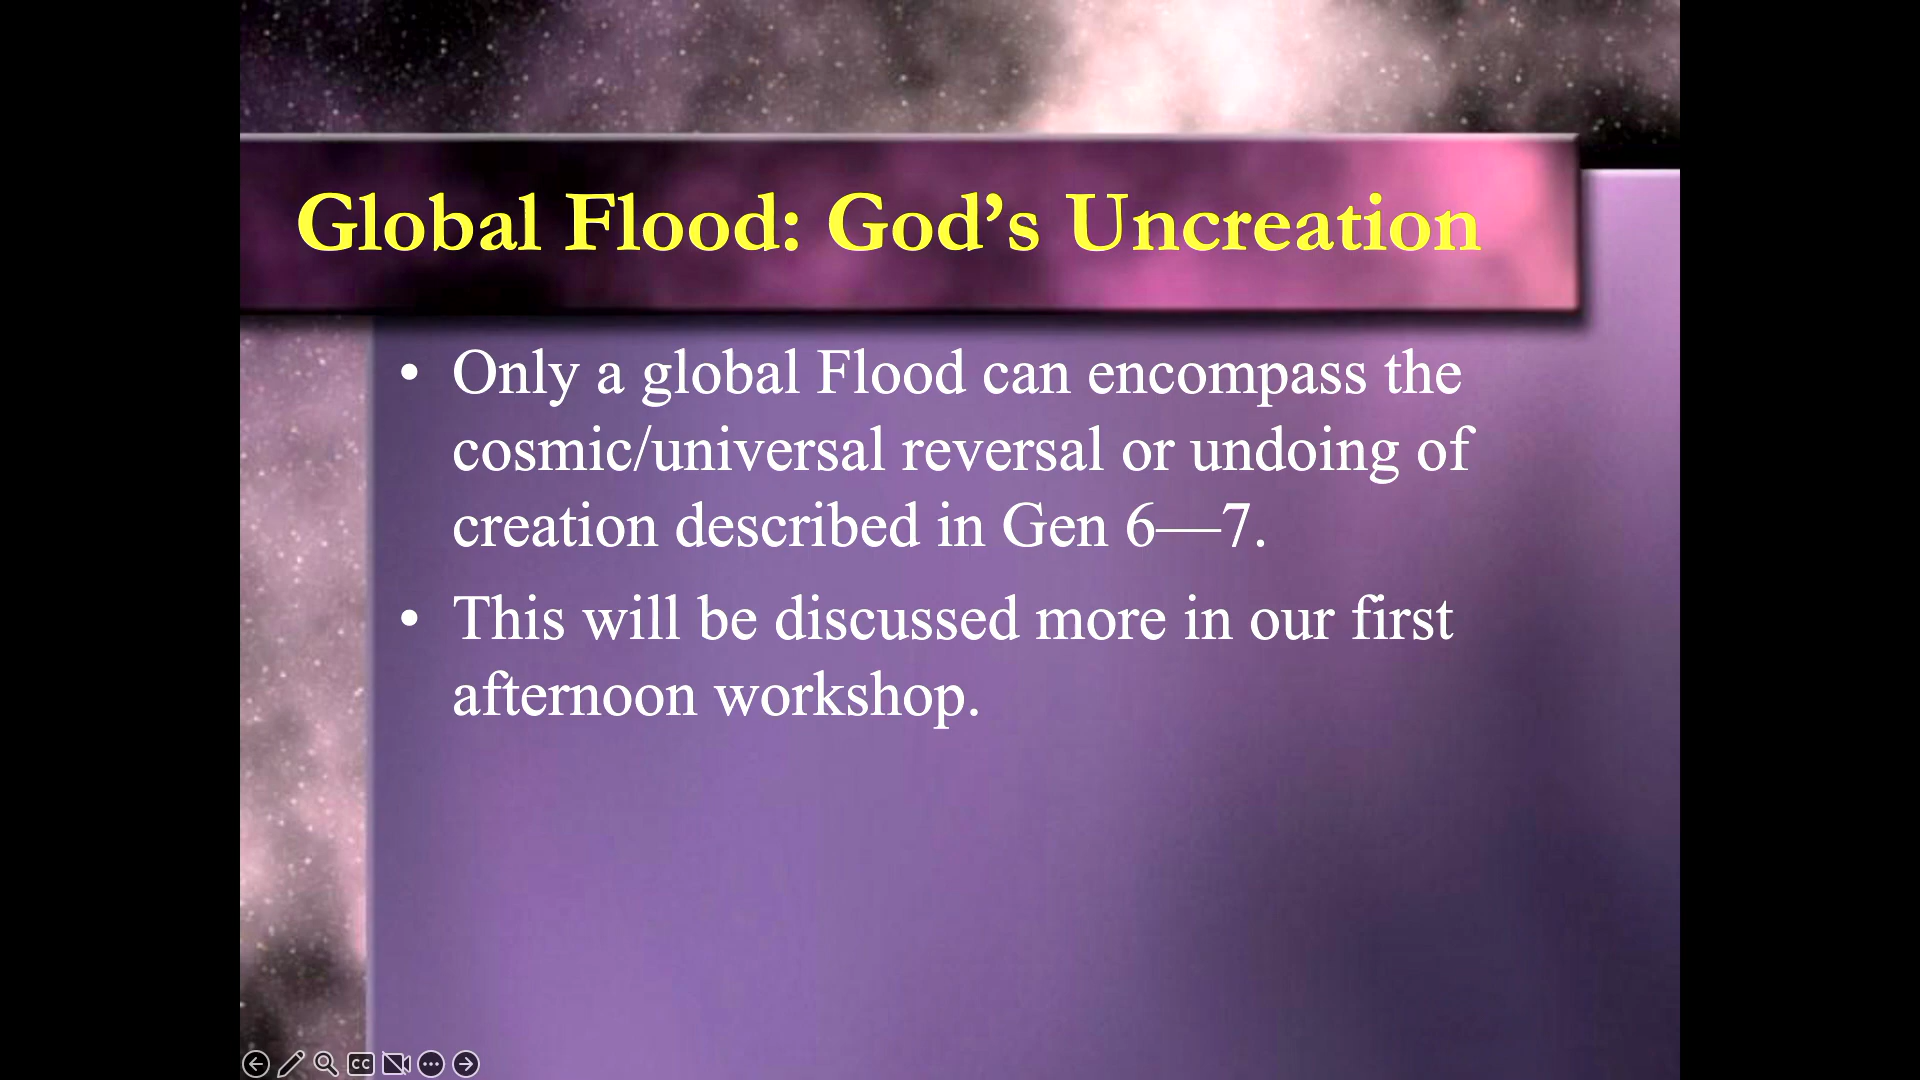 Global Flood: God’s Uncreation
• Only a global Flood can encompass the
cosmic/universal reversal or undoing of
creation described in Gen 6—7.
• This will be discussed more in our first
afternoon workshop.
CC